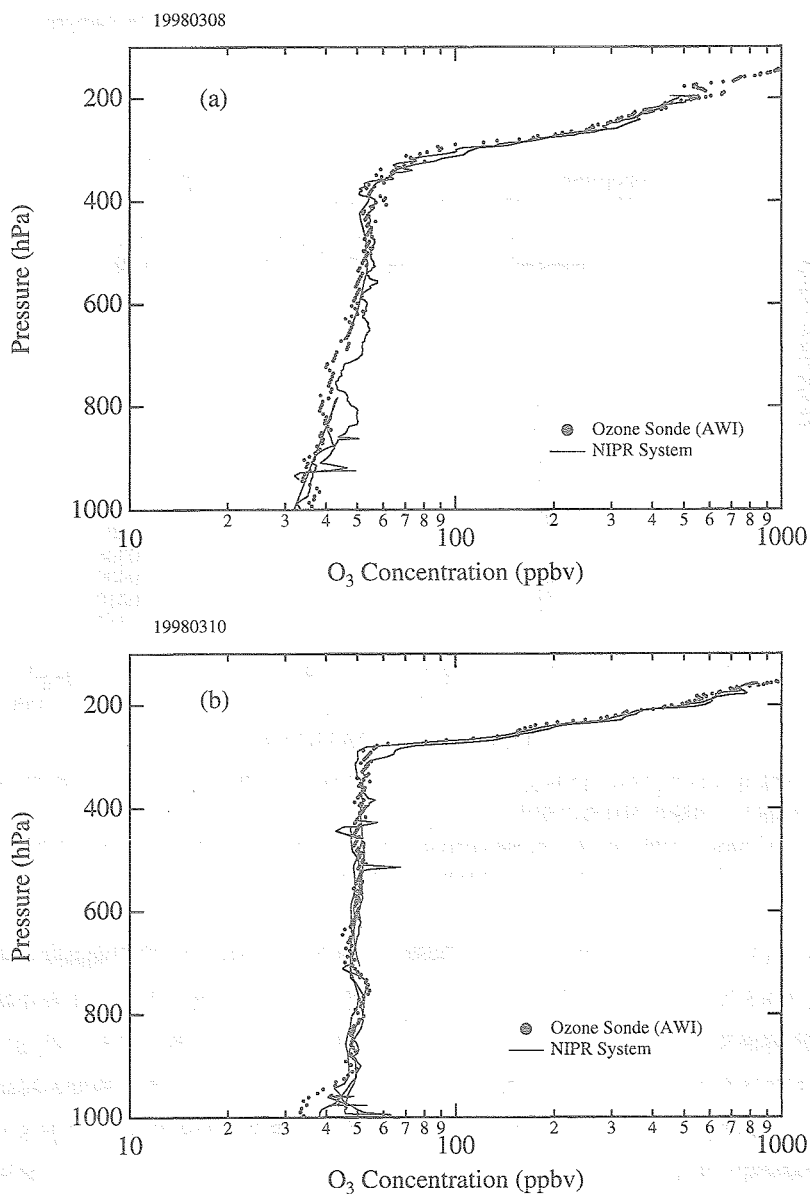 19980308
(a)
200
400
600
800
1000
Pressure (hPa)
Ozone Sonde (AWI)
NIPR System
2 3 4 5 6 7 8 9 2 3 4 5 6 7 8 9
10 100 1000
O3 Concentration (ppbv)
19980310
(b)
200
400
600
800
1000
Pressure (hPa)
Ozone Sonde (AWI)
NIPR System
2 3 4 5 6 7 8 9 2 3 4 5 6 7 8 9
10 100 1000
O3 Concentration (ppbv)